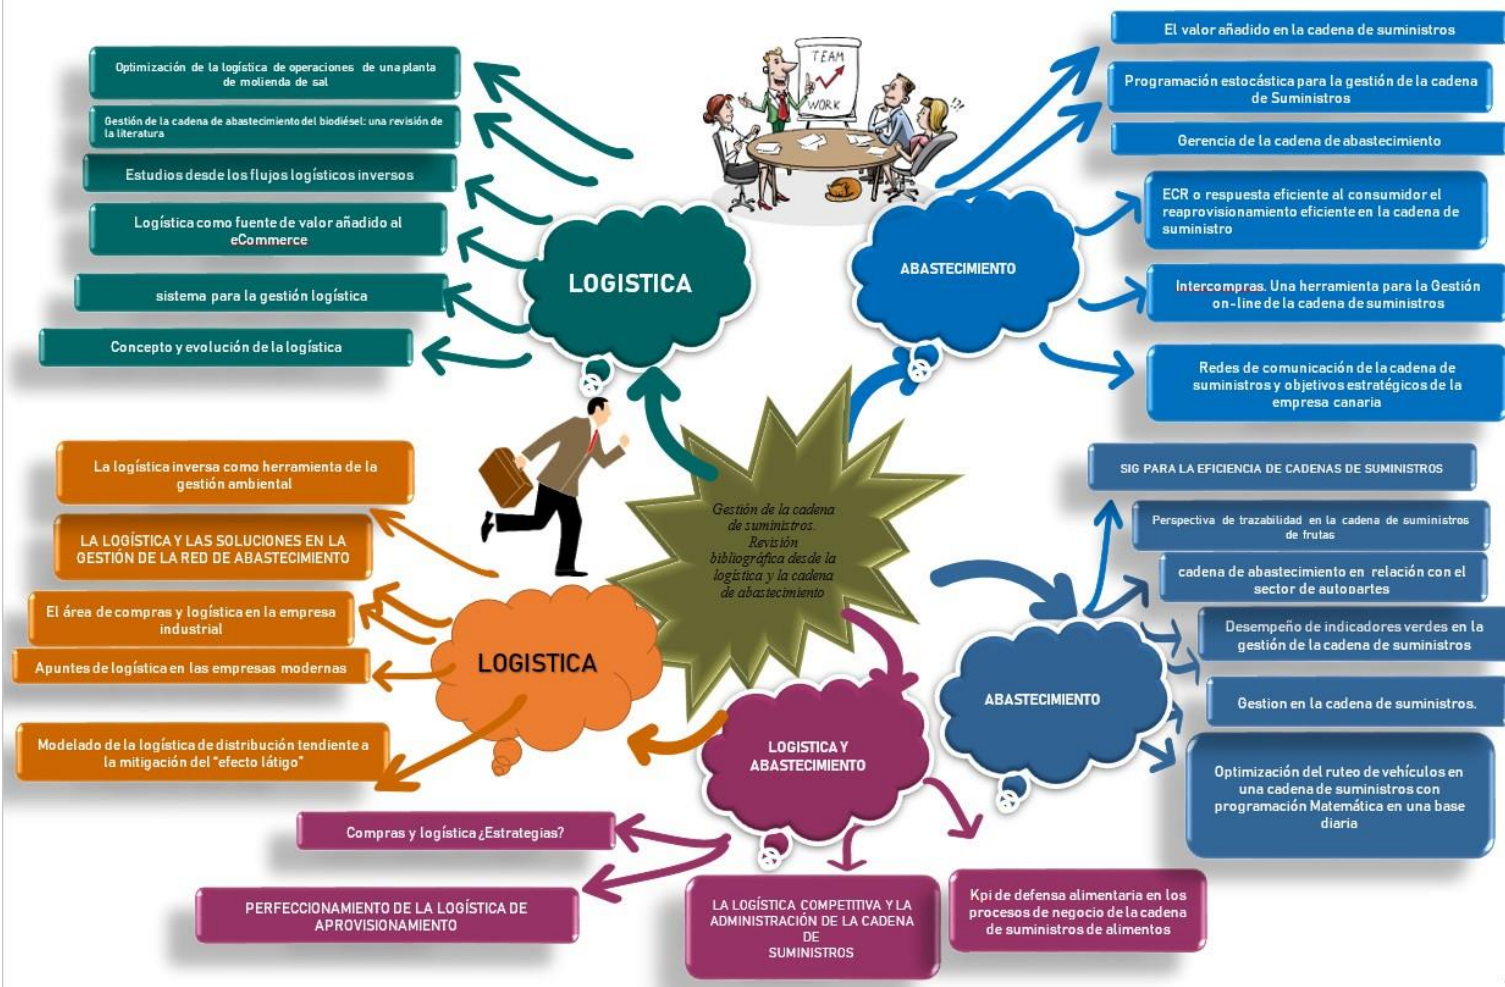 Optimización de la logística de operaciones de una planta
de molienda de sal
Gestión de la cadena de abastecimiento del biodiésel: una revisión de
la literatura
Estudios desde los flujos logísticos inversos
Logística como fuente de valor añadido al
eCommerce
sistema para la gestión logística
Concepto y evolución de la logística
LOGISTICA
TEAM
WORK
!!!
ABASTECIMIENTO
El valor añadido en la cadena de suministros
Programación estocástica para la gestión de la cadena
de Suministros
Gerencia de la cadena de abastecimiento
ECR o respuesta eficiente al consumidor el
reaprovisionamiento eficiente en la cadena de
suministro
Intercompras. Una herramienta para la Gestión
on-line de la cadena de suministros
Redes de comunicación de la cadena de
suministros y objetivos estratégicos de la
empresa canaria
Gestión de la cadena
de suministros.
Revisión
bibliográfica desde la
logística y la cadena
de abastecimiento
La logística inversa como herramienta de la
gestión ambiental
LA LOGÍSTICA Y LAS SOLUCIONES EN LA
GESTIÓN DE LA RED DE ABASTECIMIENTO
El área de compras y logística en la empresa
industrial
Apuntes de logística en las empresas modernas
Modelado de la logística de distribución tendiente a
la mitigación del "efecto látigo"
LOGISTICA
SIG PARA LA EFICIENCIA DE CADENAS DE SUMINISTROS
Perspectiva de trazabilidad en la cadena de suministros
de frutas
cadena de abastecimiento en relación con el
sector de autopartes
Desempeño de indicadores verdes en la
gestión de la cadena de suministros
Gestion en la cadena de suministros.
Optimización del ruteo de vehículos en
una cadena de suministros con
programación Matemática en una base
diaria
ABASTECIMIENTO
LOGISTICA Y
ABASTECIMIENTO
Compras y logística ¿Estrategias?
PERFECCIONAMIENTO DE LA LOGÍSTICA DE
APROVISIONAMIENTO
LA LOGÍSTICA COMPETITIVA Y LA
ADMINISTRACIÓN DE LA CADENA
DE
SUMINISTROS
Kpi de defensa alimentaria en los
procesos de negocio de la cadena
de suministros de alimentos